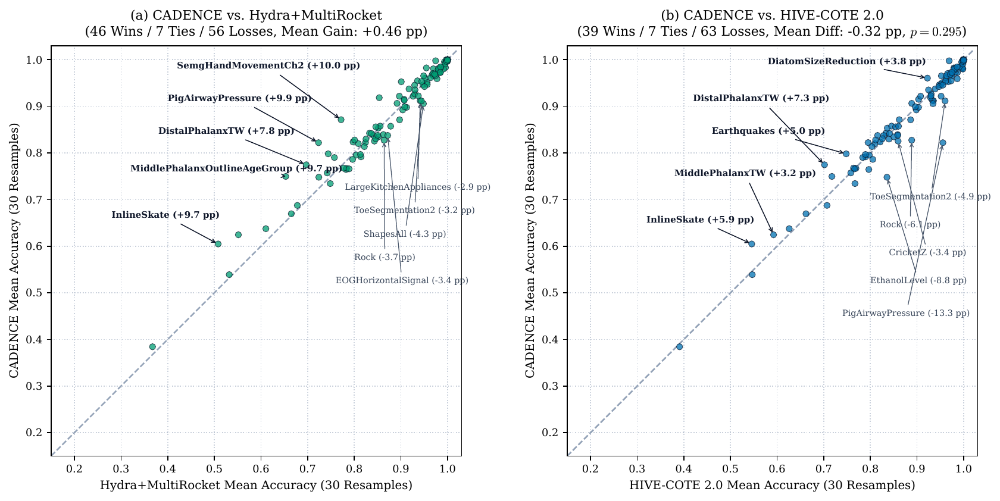 (a) CADENCE vs. Hydra+MultiRocket
(46 Wins / 7 Ties / 56 Losses, Mean Gain: +0.46 pp)
CADENCE Mean Accuracy (30 Resamples)
1.0
0.9
0.8
0.7
0.6
0.5
0.4
0.3
0.2
SemgHandMovementCh2 (+10.0 pp)
PigAirwayPressure (+9.9 pp)
DistalPhalanxTW (+7.8 pp)
MiddlePhalanxOutlineAgeGroup (+9.7 pp)
LargeKitchenAppliances (-2.9 pp)
ToeSegmentation2 (-3.2 pp)
InlineSkate (+9.7 pp)
ShapesAll (-4.3 pp)
Rock (-3.7 pp)
EOGHorizontalSignal (-3.4 pp)
0.2 0.3 0.4 0.5 0.6 0.7 0.8 0.9 1.0
Hydra+MultiRocket Mean Accuracy (30 Resamples)
(b) CADENCE vs. HIVE-COTE 2.0
(39 Wins / 7 Ties / 63 Losses, Mean Diff: -0.32 pp, p = 0.295)
CADENCE Mean Accuracy (30 Resamples)
1.0
0.9
0.8
0.7
0.6
0.5
0.4
0.3
0.2
DiatomSizeReduction (+3.8 pp)
DistalPhalanxTW (+7.3 pp)
Earthquakes (+5.0 pp)
MiddlePhalanxTW (+3.2 pp)
ToeSegmentation2 (-4.9 pp)
InlineSkate (+5.9 pp)
Rock (-6.1 pp)
CricketZ (-3.4 pp)
EthanolLevel (-8.8 pp)
PigAirwayPressure (-13.3 pp)
0.2 0.3 0.4 0.5 0.6 0.7 0.8 0.9 1.0
HIVE-COTE 2.0 Mean Accuracy (30 Resamples)